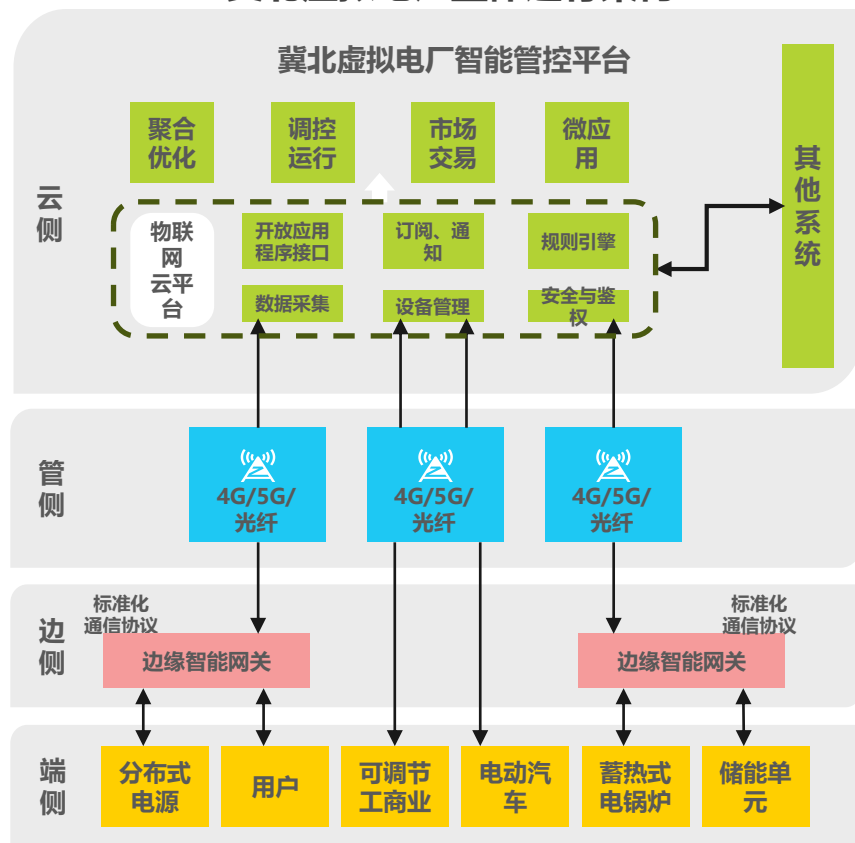 冀北虚拟电厂智能管控平台
聚合
优化
调控
运行
市场
交易
微应
用
其
他
系
统
云
侧
物联
网
云平
台
开放应用
程序接口
订阅、通
知
规则引擎
数据采集
设备管理
安全与鉴
权
管
侧
4G/5G/
光纤
4G/5G/
光纤
4G/5G/
光纤
边
侧
标准化
通信协议
标准化
通信协议
边缘智能网关
边缘智能网关
端
侧
分布式
电源
用户
可调节
工商业
电动汽
车
蓄热式
电锅炉
储能单
元